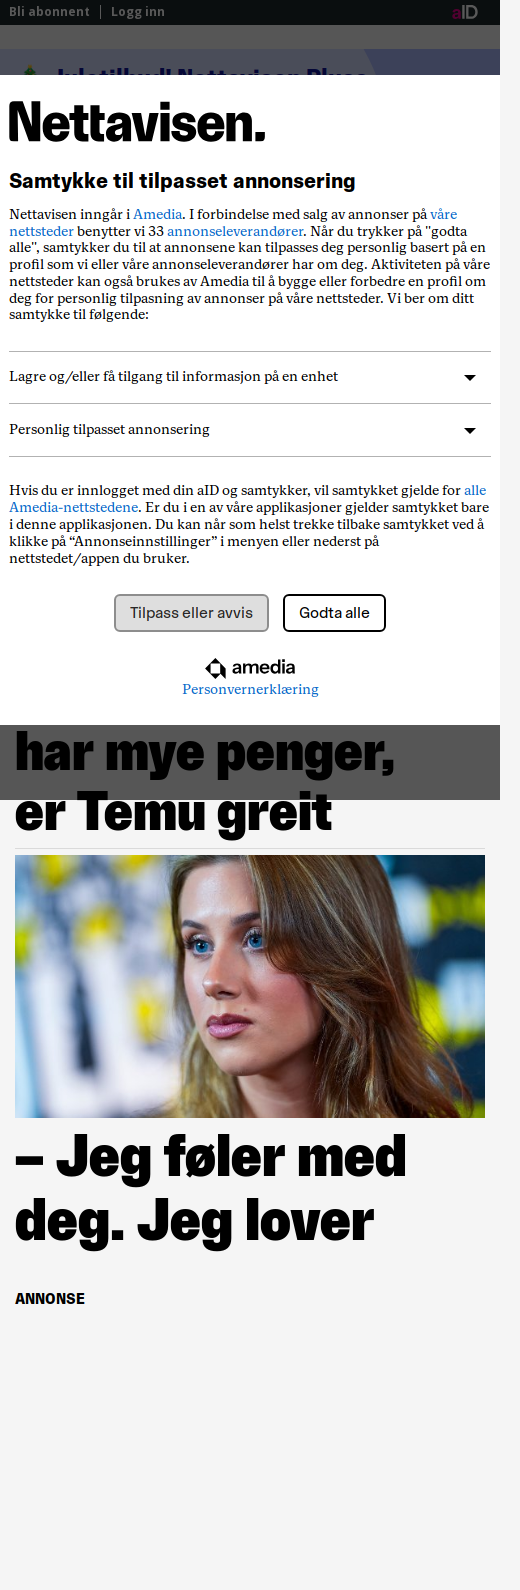 Bli abonnent | Logg inn
aID
Juletilbud! Nettavisen Pluss
Nettavisen.
Samtykke til tilpasset annonsering
Nettavisen inngår i Amedia. I forbindelse med salg av annonser på våre
nettsteder benytter vi 33 annonseleverandører. Når du trykker på "godta
alle", samtykker du til at annonsene kan tilpasses deg personlig basert på en
profil som vi eller våre annonseleverandører har om deg. Aktiviteten på våre
nettsteder kan også brukes av Amedia til å bygge eller forbedre en profil om
deg for personlig tilpasning av annonser på våre nettsteder. Vi ber om ditt
samtykke til følgende:
Lagre og/eller få tilgang til informasjon på en enhet
Personlig tilpasset annonsering
Hvis du er innlogget med din aID og samtykker, vil samtykket gjelde for alle
Amedia-nettstedene. Er du i en av våre applikasjoner gjelder samtykket bare
i denne applikasjonen. Du kan når som helst trekke tilbake samtykket ved å
klikke på “Annonseinnstillinger” i menyen eller nederst på
nettstedet/appen du bruker.
Tilpass eller avvis
Godta alle
amedia
Personvernerklæring
har mye penger,
er Temu greit
– Jeg føler med
deg. Jeg lover
ANNONSE